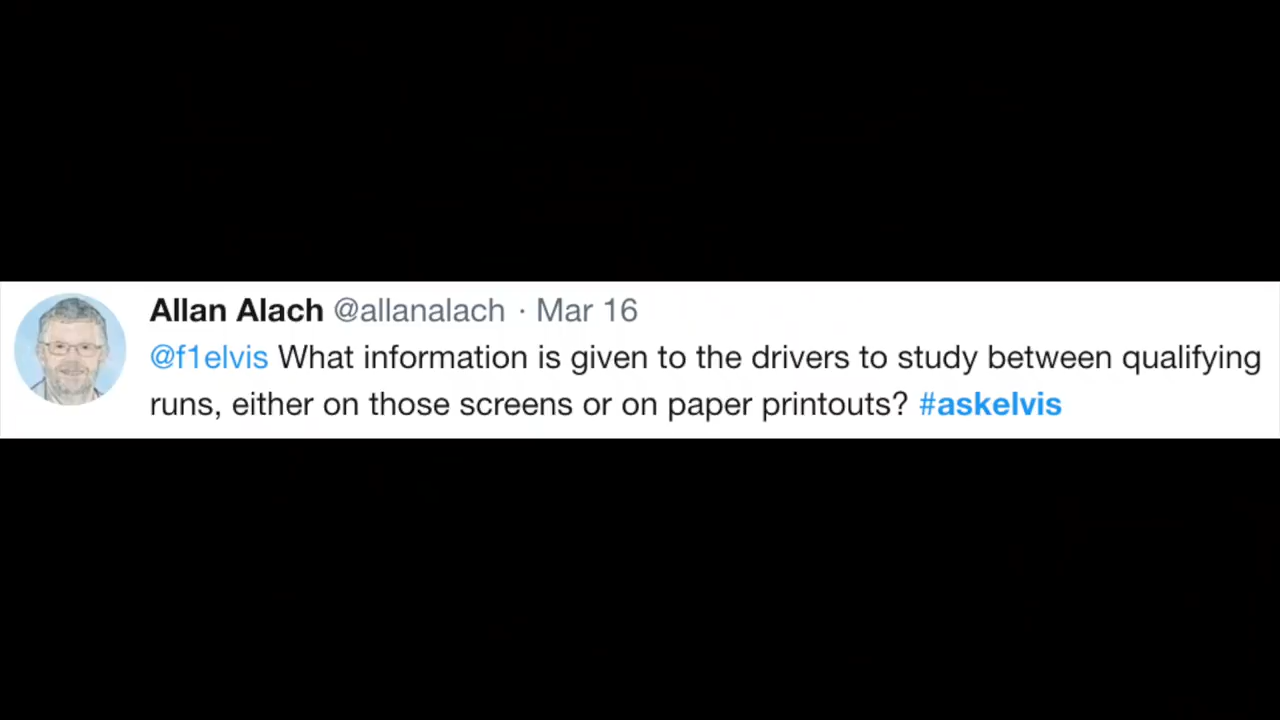 Allan Alach @allanalach · Mar 16
@f1elvis What information is given to the drivers to study between qualifying
runs, either on those screens or on paper printouts? #askelvis